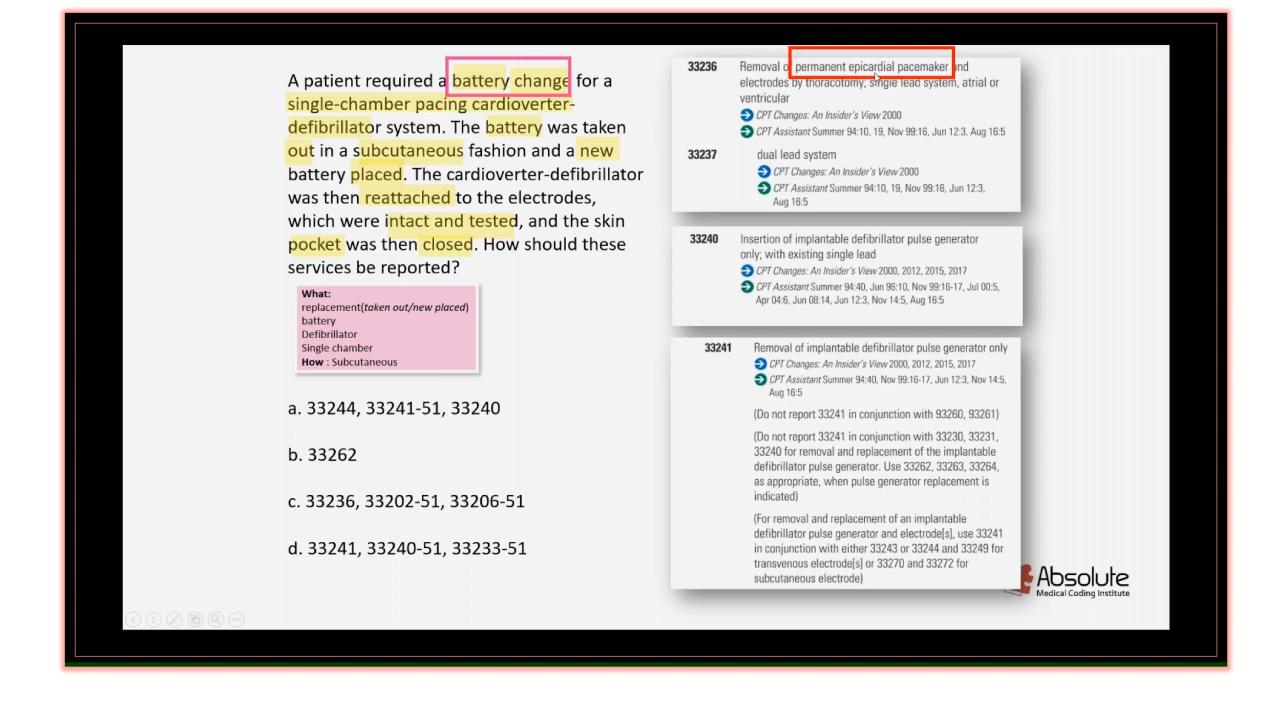 A patient required a battery change for a
single-chamber pacing cardioverter-
defibrillator system. The battery was taken
out in a subcutaneous fashion and a new
battery placed. The cardioverter-defibrillator
was then reattached to the electrodes,
which were intact and tested, and the skin
pocket was then closed. How should these
services be reported?
What:
replacement(taken out/new placed)
battery
Defibrillator
Single chamber
How : Subcutaneous
a. 33244, 33241-51, 33240
b. 33262
c. 33236, 33202-51, 33206-51
d. 33241, 33240-51, 33233-51
33236 Removal of permanent epicardial pacemaker and
electrodes by thoracotomy; single lead system, atrial or
ventricular
CPT Changes: An Insider's View 2000
CPT Assistant Summer 94:10, 19, Nov 99:16, Jun 12:3, Aug 16:5
33237 dual lead system
CPT Changes: An Insider's View 2000
CPT Assistant Summer 94:10, 19, Nov 99:16, Jun 12:3,
Aug 16:5
33240 Insertion of implantable defibrillator pulse generator
only; with existing single lead
CPT Changes: An Insider's View 2000, 2012, 2015, 2017
CPT Assistant Summer 94:40, Jun 96:10, Nov 99:16-17, Jul 00:5,
Apr 04:6, Jun 08:14, Jun 12:3, Nov 14:5, Aug 16:5
33241 Removal of implantable defibrillator pulse generator only
CPT Changes: An Insider's View 2000, 2012, 2015, 2017
CPT Assistant Summer 94:40, Nov 99:16-17, Jun 12:3, Nov 14:5,
Aug 16:5
(Do not report 33241 in conjunction with 93260, 93261)
(Do not report 33241 in conjunction with 33230, 33231,
33240 for removal and replacement of the implantable
defibrillator pulse generator. Use 33262, 33263, 33264,
as appropriate, when pulse generator replacement is
indicated)
(For removal and replacement of an implantable
defibrillator pulse generator and electrode[s], use 33241
in conjunction with either 33243 or 33244 and 33249 for
transvenous electrode[s] or 33270 and 33272 for
subcutaneous electrode)
Absolute
Medical Coding Institute